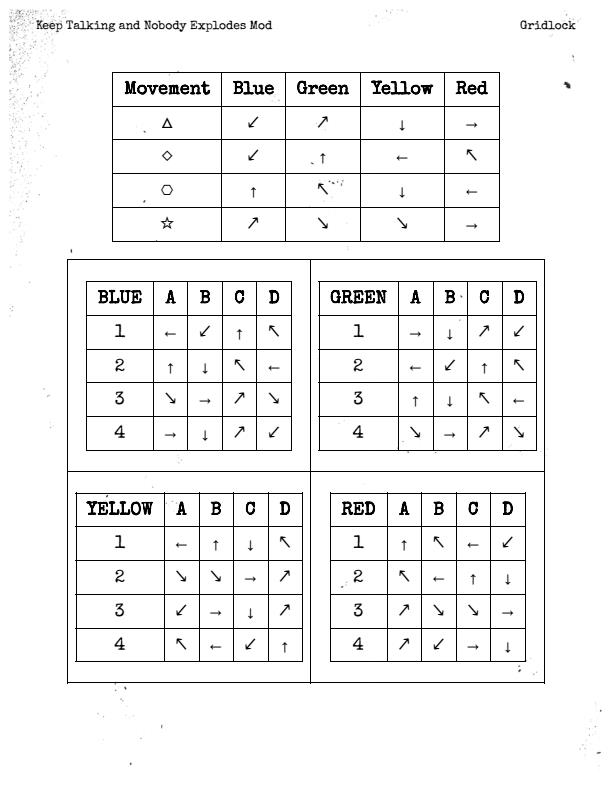 Keep Talking and Nobody Explodes Mod Gridlock
Movement Blue Green Yellow Red
△ ↙ ↗ ↓ →
◇ ↙ ↑ ← ↖
⬡ ↑ ↖ ↓ ←
☆ ↗ ↘ ↘ →
BLUE A B C D
1 ← ↙ ↑ ↖
2 ↑ ↓ ↖ ←
3 ↘ → ↗ ↘
4 → ↓ ↗ ↙
GREEN A B C D
1 → ↓ ↗ ↙
2 ← ↙ ↑ ↖
3 ↑ ↓ ↖ ←
4 ↘ → ↗ ↘
YELLOW A B C D
1 ← ↑ ↓ ↖
2 ↘ ↘ → ↗
3 ↙ → ↓ ↗
4 ↖ ← ↙ ↑
RED A B C D
1 ↑ ↖ ← ↙
2 ↖ ← ↑ ↓
3 ↗ ↘ ↘ →
4 ↗ ↙ → ↓